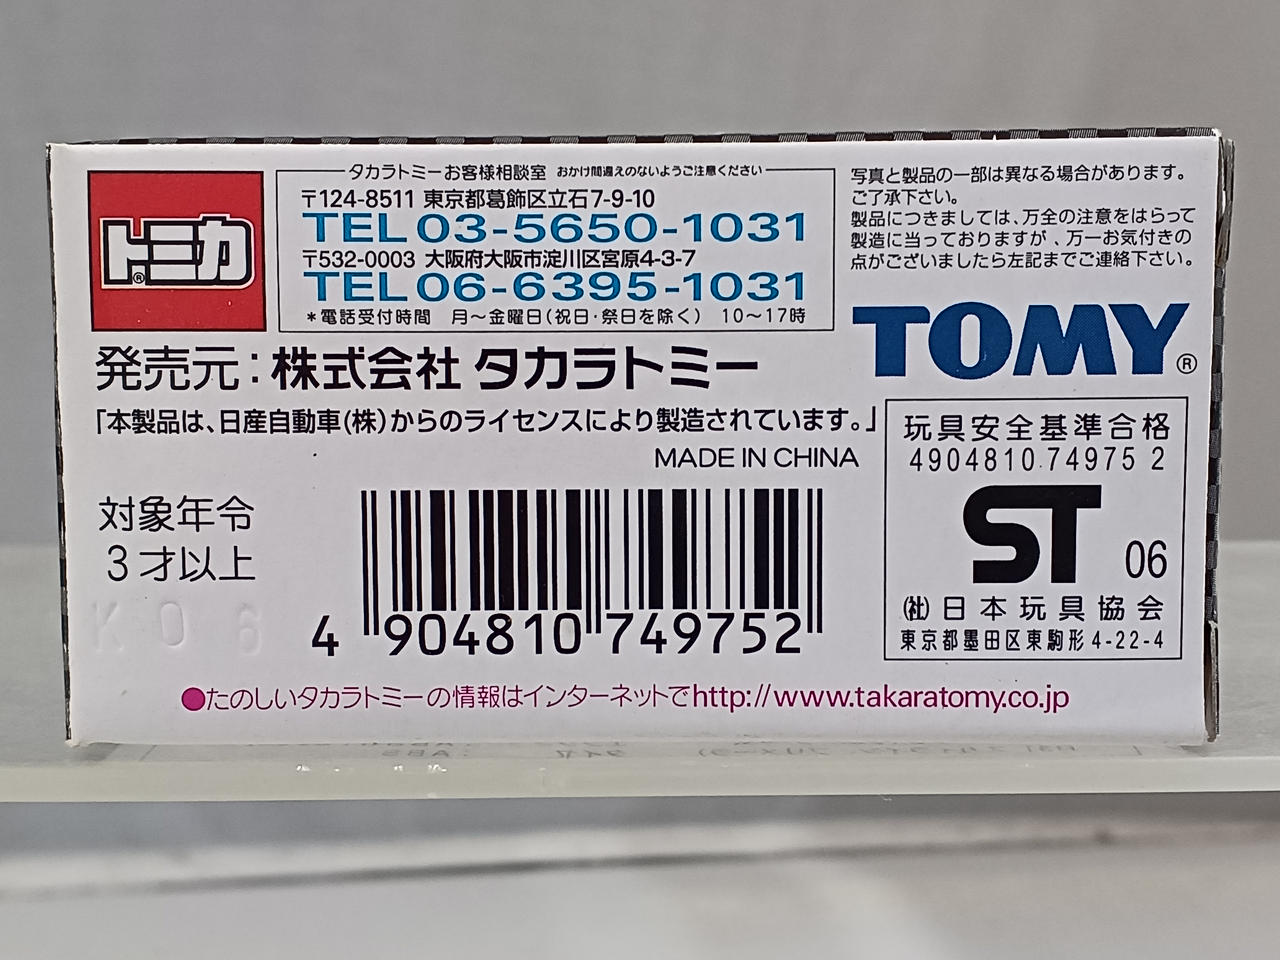 トミカ®
タカラトミーお客様相談室 おかけ間違えのないようご注意ください
〒124-8511 東京都葛飾区立石7-9-10
TEL 03-5650-1031
〒532-0003 大阪府大阪市淀川区宮原4-3-7
TEL 06-6395-1031
*電話受付時間 月〜金曜日(祝日・祭日を除く) 10〜17時
写真と製品の一部は異なる場合があります。
ご了承下さい。
製品につきましては、万全の注意をはらって
製造に当っておりますが、万一お気付きの
点がございましたら左記までご連絡下さい。
TOMY®
発売元:株式会社 タカラトミー
「本製品は、日産自動車(株)からのライセンスにより製造されています。」
MADE IN CHINA
対象年令
3才以上
K06
4 904810 749752
玩具安全基準合格
4904810.74975 2
ST 06
(社)日本玩具協会
東京都墨田区東駒形4-22-4
●たのしいタカラトミーの情報はインターネットでhttp://www.takaratomy.co.jp